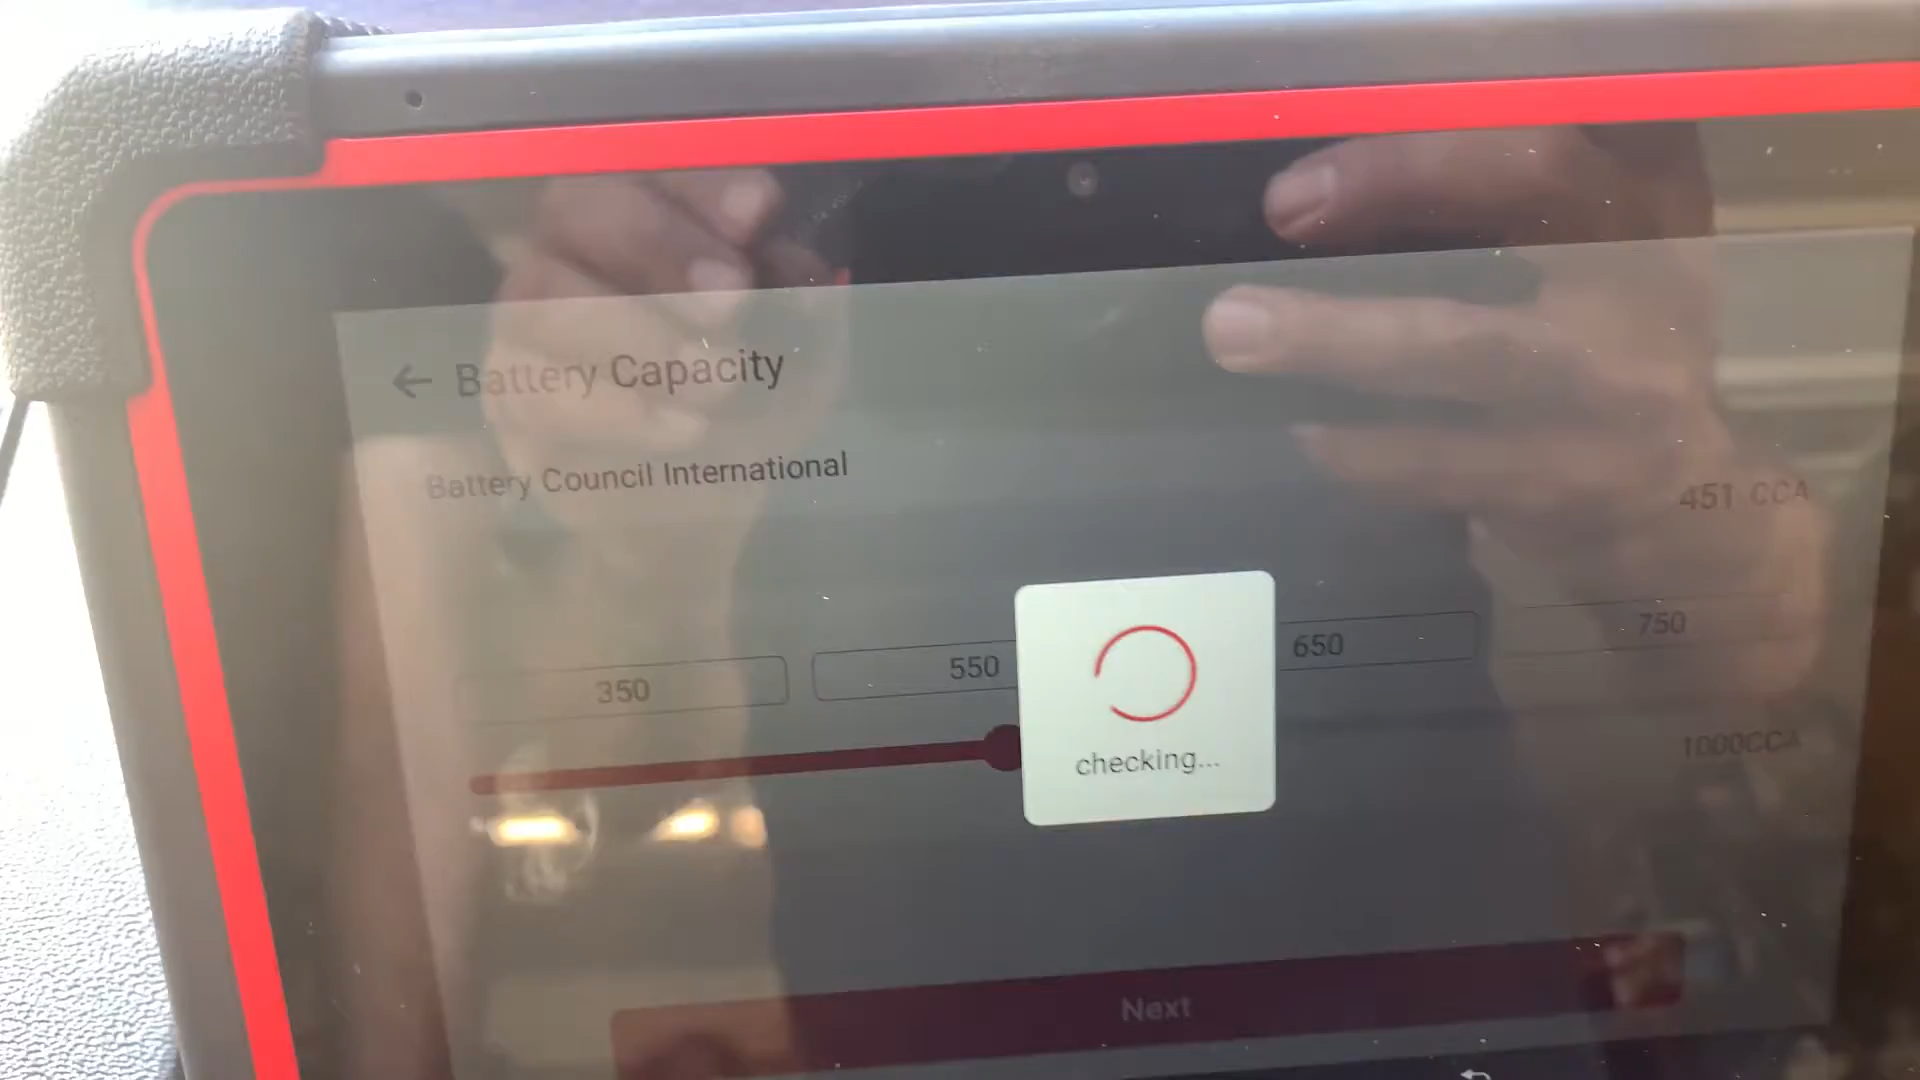 Battery Capacity
Battery Council International
451 CCA
350
550
650
750
1000CCA
checking...
Next